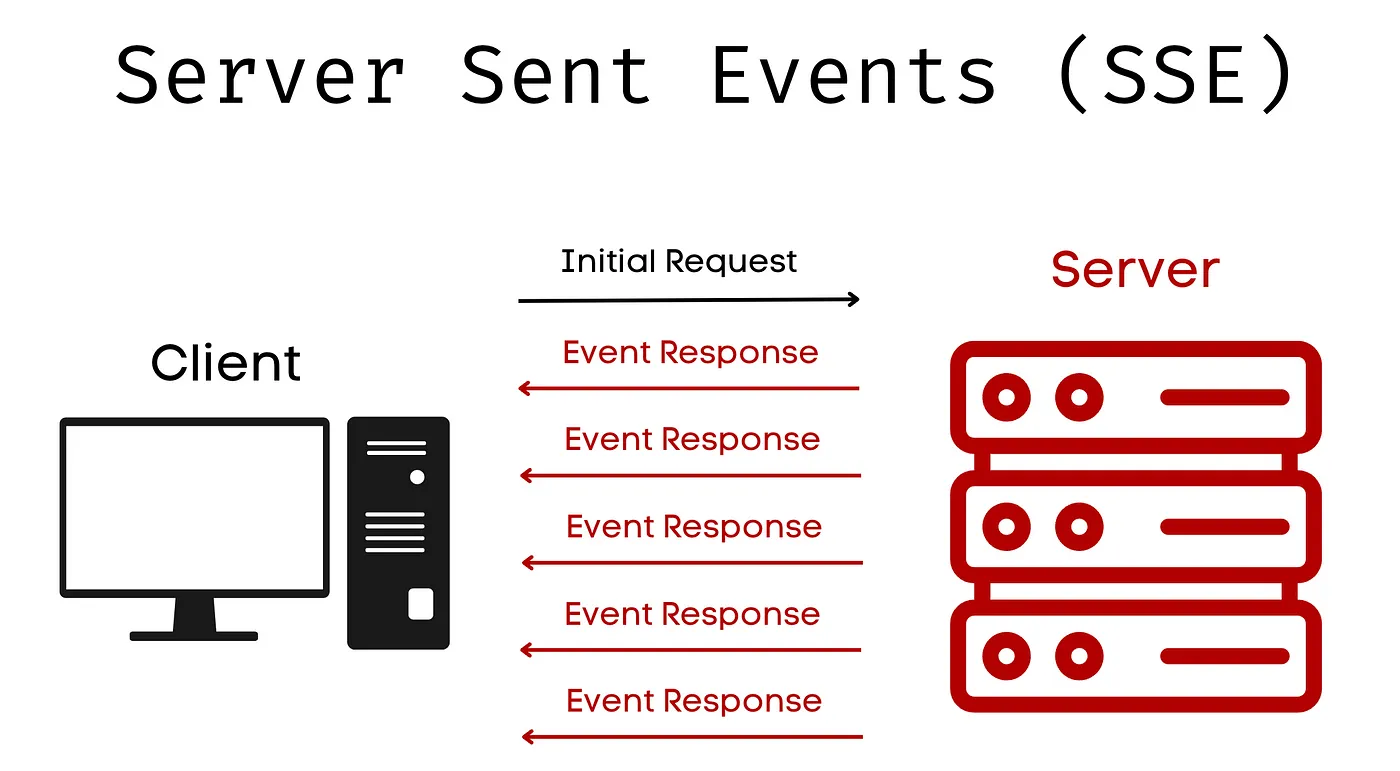 Server Sent Events (SSE)
Initial Request
Server
Event Response
Client
Event Response
Event Response
Event Response
Event Response